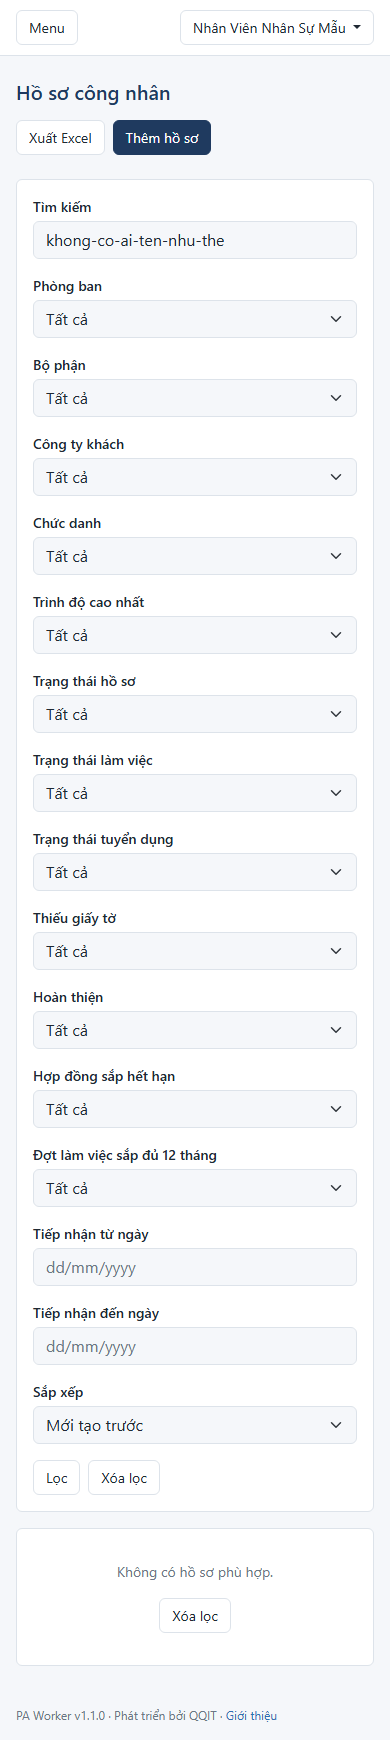 Menu
Nhân Viên Nhân Sự Mẫu
Hồ sơ công nhân
Xuất Excel
Thêm hồ sơ
Tìm kiếm
khong-co-ai-ten-nhu-the
Phòng ban
Tất cả
Bộ phận
Tất cả
Công ty khách
Tất cả
Chức danh
Tất cả
Trình độ cao nhất
Tất cả
Trạng thái hồ sơ
Tất cả
Trạng thái làm việc
Tất cả
Trạng thái tuyển dụng
Tất cả
Thiếu giấy tờ
Tất cả
Hoàn thiện
Tất cả
Hợp đồng sắp hết hạn
Tất cả
Đợt làm việc sắp đủ 12 tháng
Tất cả
Tiếp nhận từ ngày
dd/mm/yyyy
Tiếp nhận đến ngày
dd/mm/yyyy
Sắp xếp
Mới tạo trước
Lọc
Xóa lọc
Không có hồ sơ phù hợp.
Xóa lọc
PA Worker v1.1.0 · Phát triển bởi QQIT · Giới thiệu